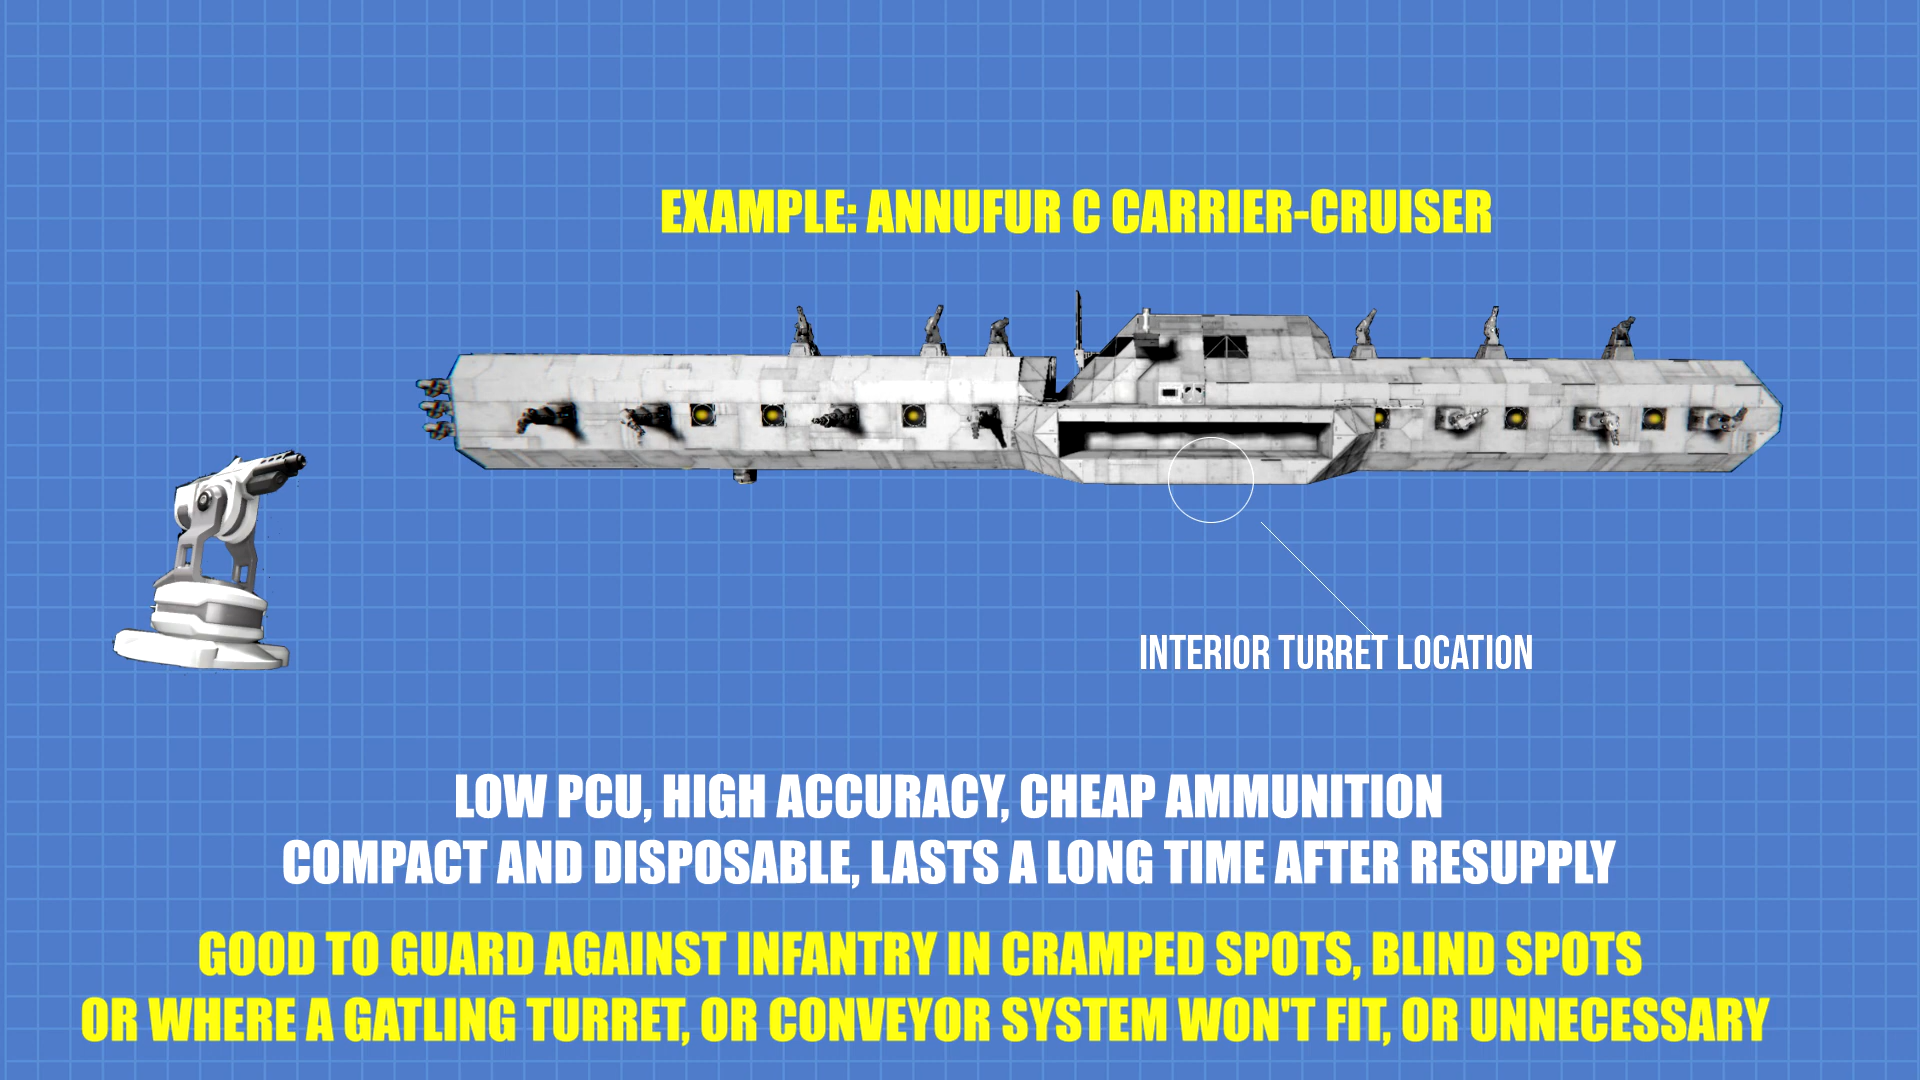 EXAMPLE: ANNUFUR C CARRIER-CRUISER
INTERIOR TURRET LOCATION
LOW PCU, HIGH ACCURACY, CHEAP AMMUNITION
COMPACT AND DISPOSABLE, LASTS A LONG TIME AFTER RESUPPLY
GOOD TO GUARD AGAINST INFANTRY IN CRAMPED SPOTS, BLIND SPOTS
OR WHERE A GATLING TURRET, OR CONVEYOR SYSTEM WON'T FIT, OR UNNECESSARY